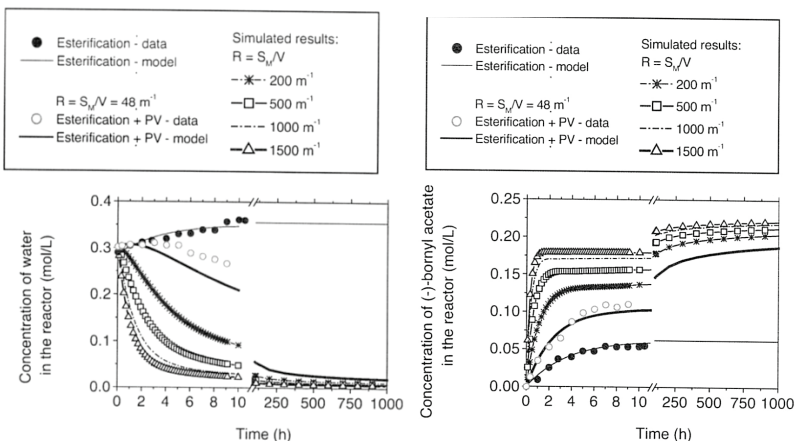 Esterification - data
Esterification - model
R = S_M/V = 48 m⁻¹
Esterification + PV - data
Esterification + PV - model
Simulated results:
R = S_M/V
200 m⁻¹
500 m⁻¹
1000 m⁻¹
1500 m⁻¹
Concentration of water
in the reactor (mol/L)
0.4
0.3
0.2
0.1
0.0
0 2 4 6 8 10 250 500 750 1000
Time (h)
Esterification - data
Esterification - model
R = S_M/V = 48 m⁻¹
Esterification + PV - data
Esterification + PV - model
Simulated results:
R = S_M/V
200 m⁻¹
500 m⁻¹
1000 m⁻¹
1500 m⁻¹
Concentration of (-)-bornyl acetate
in the reactor (mol/L)
0.25
0.20
0.15
0.10
0.05
0.00
0 2 4 6 8 10 250 500 750 1000
Time (h)